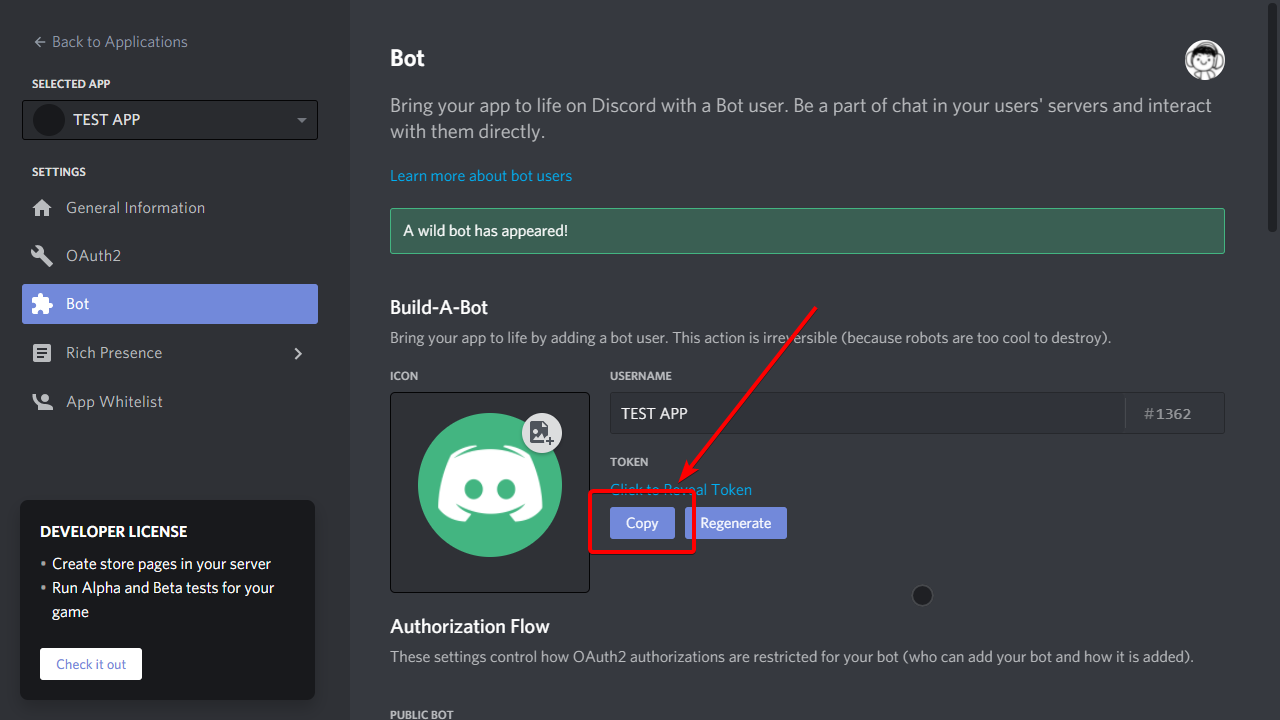 Back to Applications
SELECTED APP
TEST APP
SETTINGS
General Information
OAuth2
Bot
Rich Presence
App Whitelist
DEVELOPER LICENSE
• Create store pages in your server
• Run Alpha and Beta tests for your
game
Check it out
Bot
Bring your app to life on Discord with a Bot user. Be a part of chat in your users' servers and interact
with them directly.
Learn more about bot users
A wild bot has appeared!
Build-A-Bot
Bring your app to life by adding a bot user. This action is irreversible (because robots are too cool to destroy).
ICON
USERNAME
TEST APP
#1362
TOKEN
Click to Reveal Token
Copy
Regenerate
Authorization Flow
These settings control how OAuth2 authorizations are restricted for your bot (who can add your bot and how it is added).
PUBLIC BOT